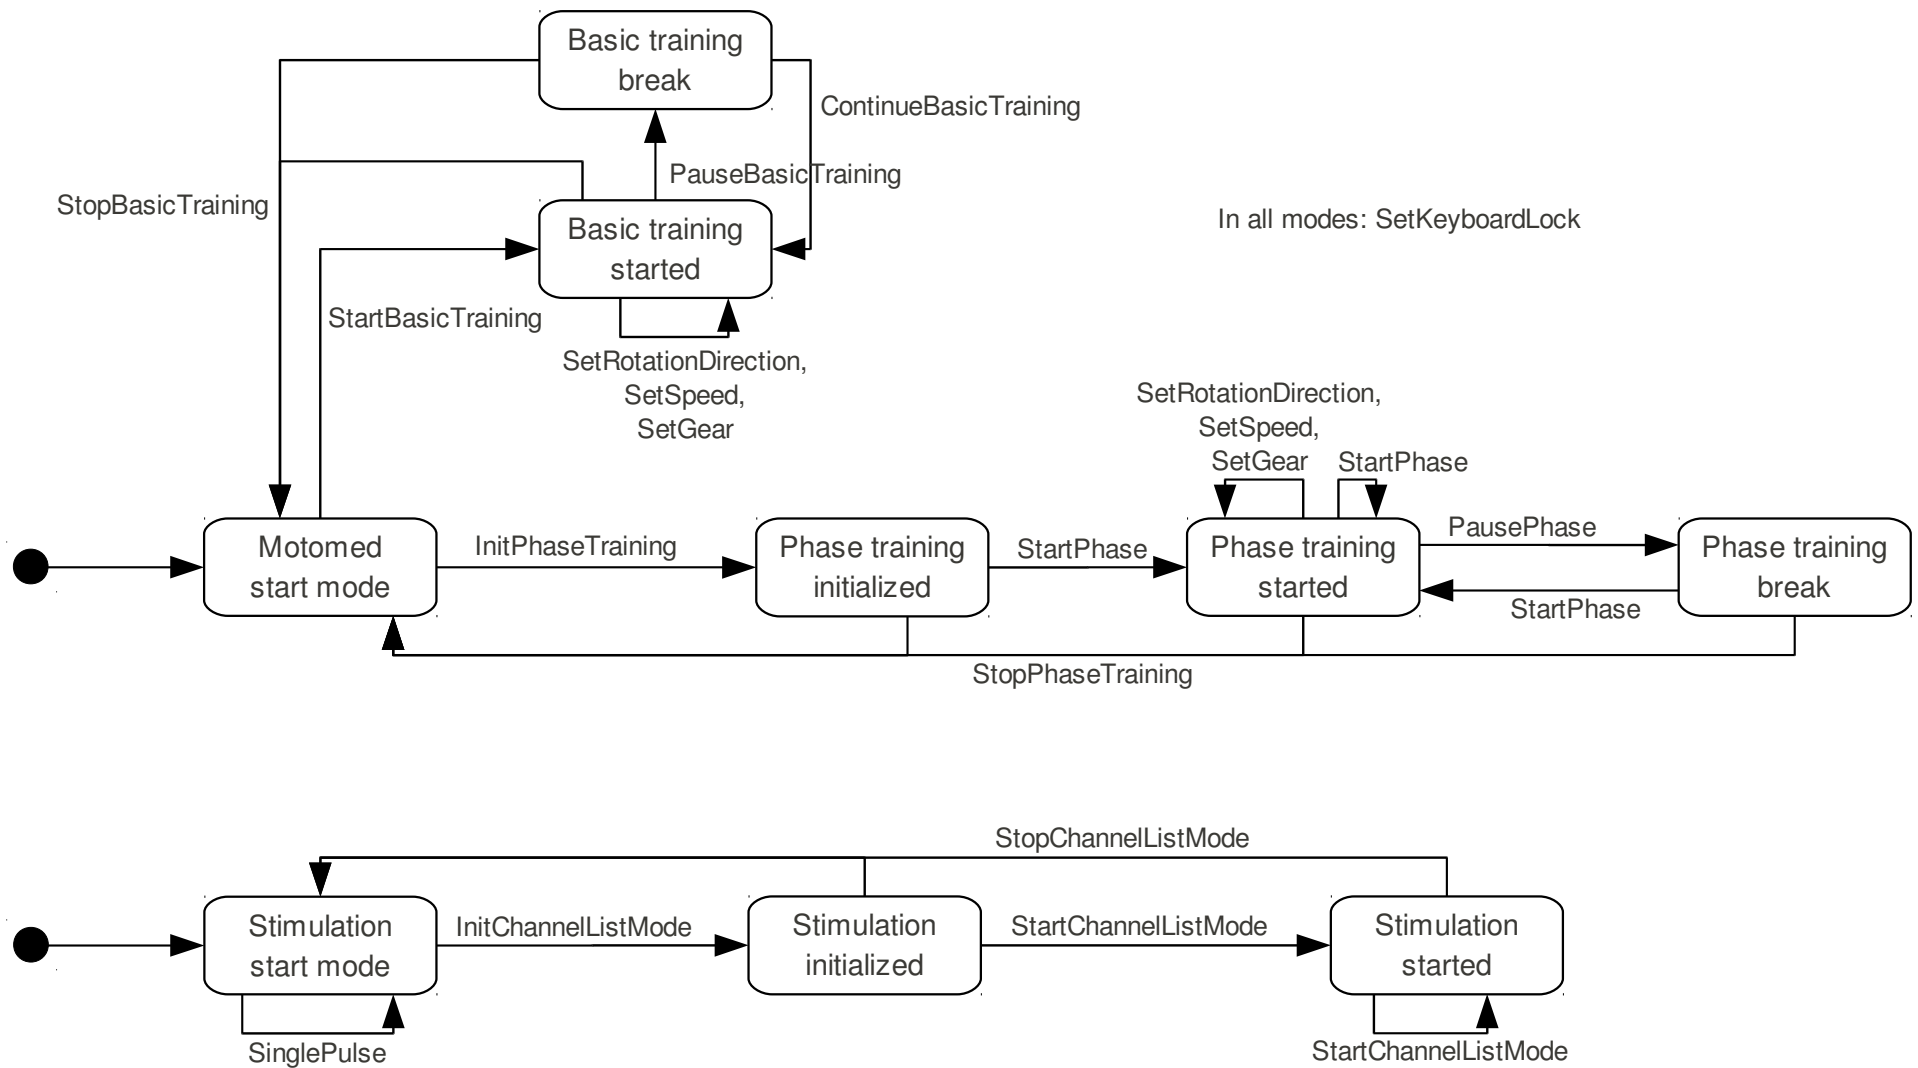 Basic training
break
ContinueBasicTraining
PauseBasicTraining
StopBasicTraining
Basic training
started
In all modes: SetKeyboardLock
StartBasicTraining
SetRotationDirection,
SetSpeed,
SetGear
SetRotationDirection,
SetSpeed,
SetGear
StartPhase
Motomed
start mode
InitPhaseTraining
Phase training
initialized
StartPhase
Phase training
started
PausePhase
StartPhase
Phase training
break
StopPhaseTraining
StopChannelListMode
Stimulation
start mode
InitChannelListMode
Stimulation
initialized
StartChannelListMode
Stimulation
started
SinglePulse
StartChannelListMode